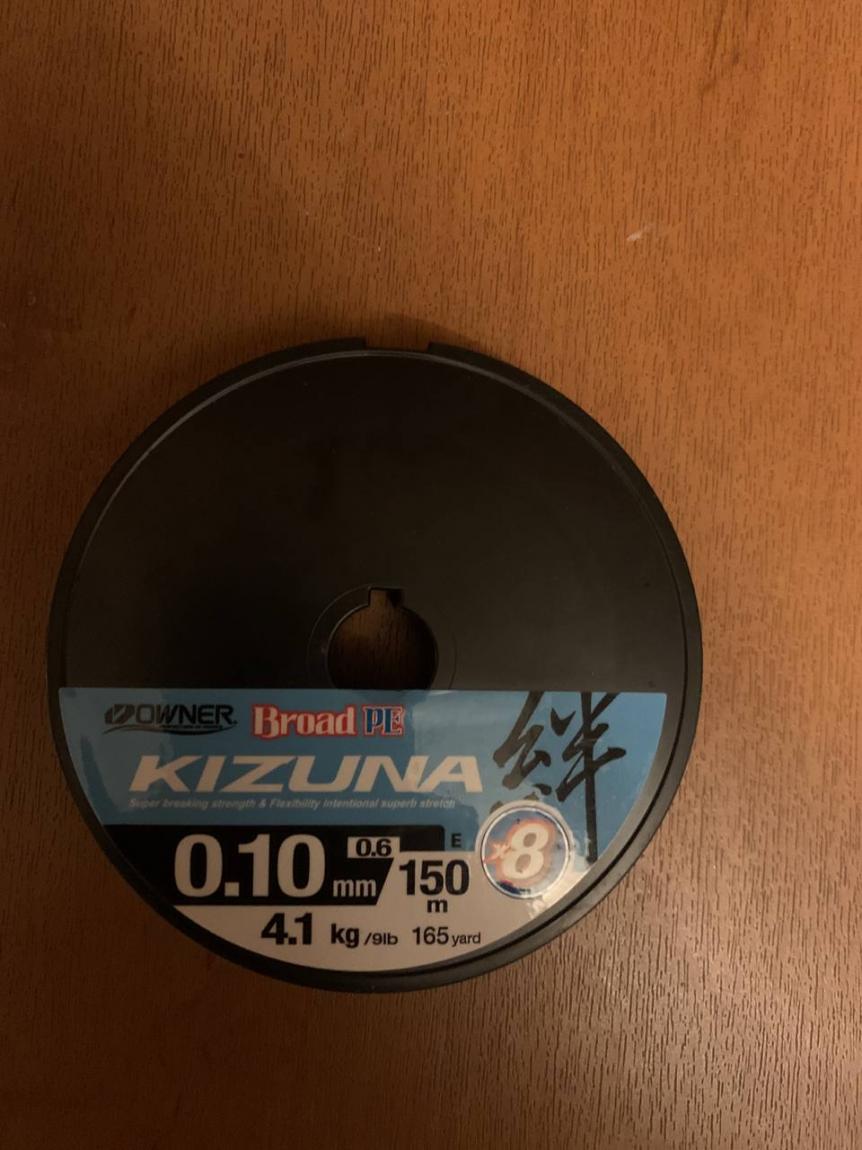 OWNER Broad PE
KIZUNA 絆
Super breaking strength & Flexibility intentional superb stretch
0.10 mm 0.6 / 150 m E ×8
4.1 kg /9lb 165 yard